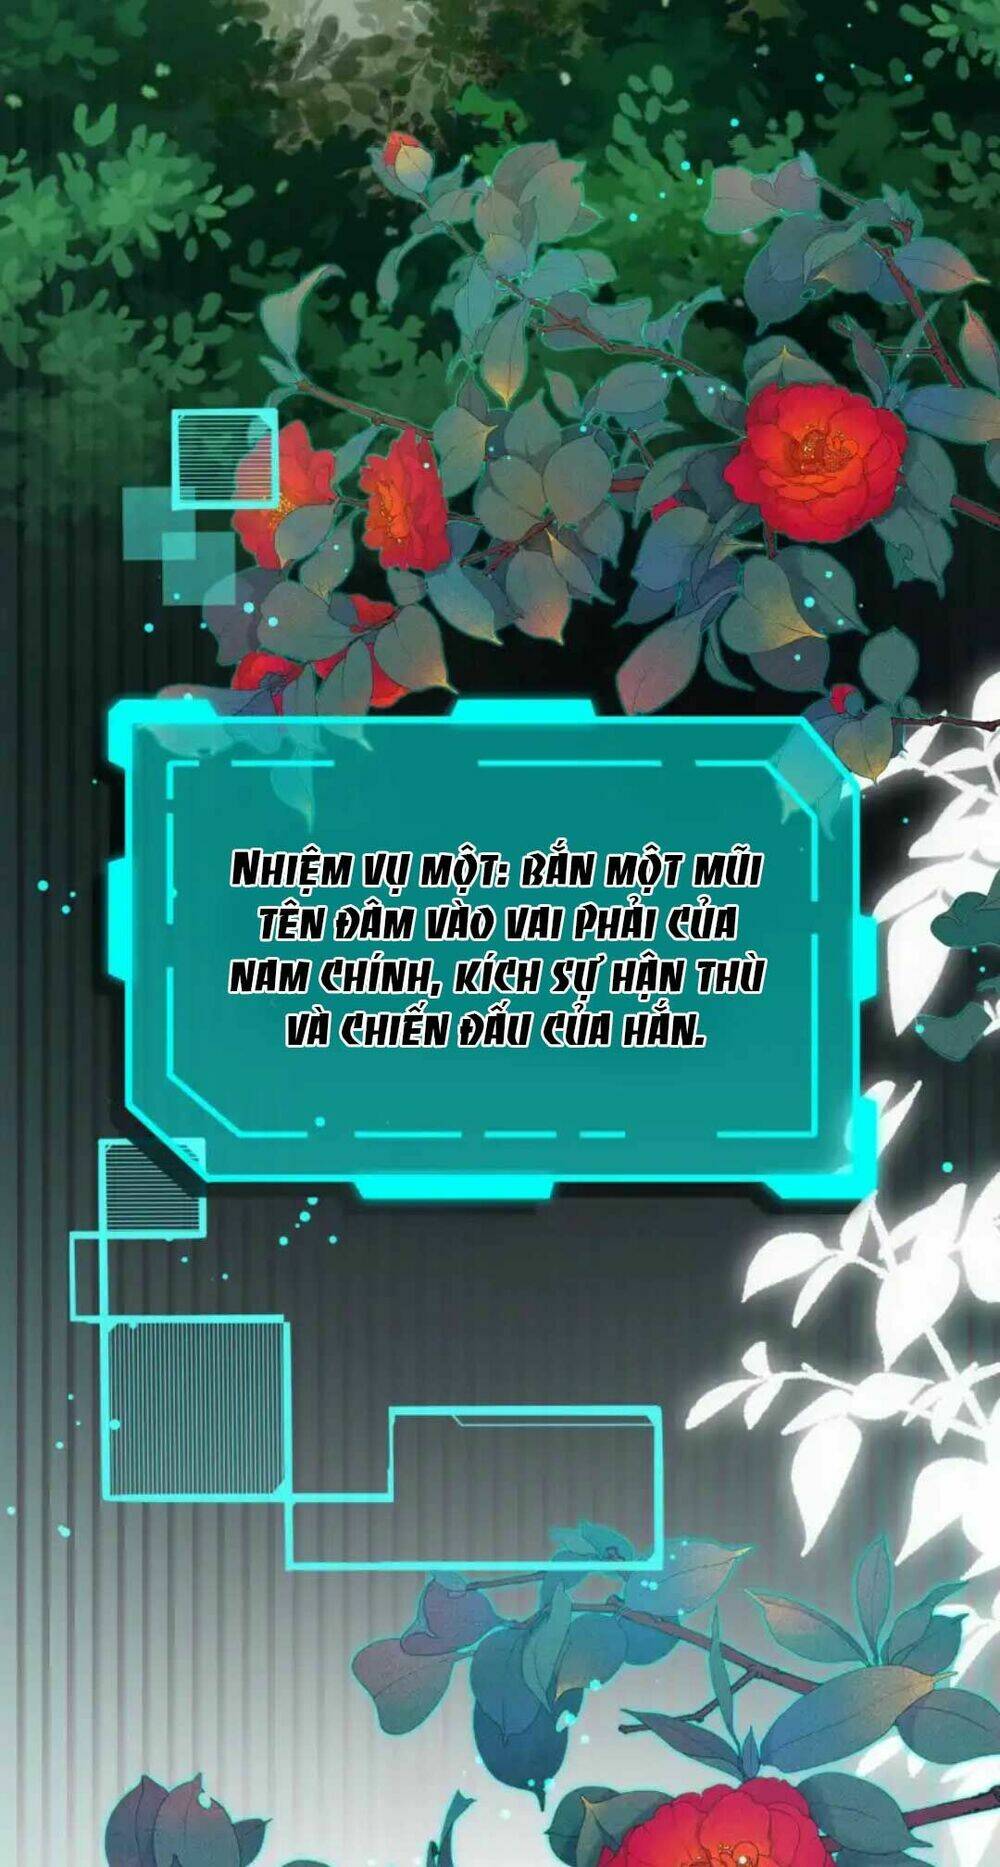 NHIỆM VỤ MỘT: BẮN MỘT MŨI
TÊN ĐÂM VÀO VAI PHẢI CỦA
NAM CHÍNH, KÍCH SỰ HẬN THÙ
VÀ CHIẾN ĐẤU CỦA HẮN.